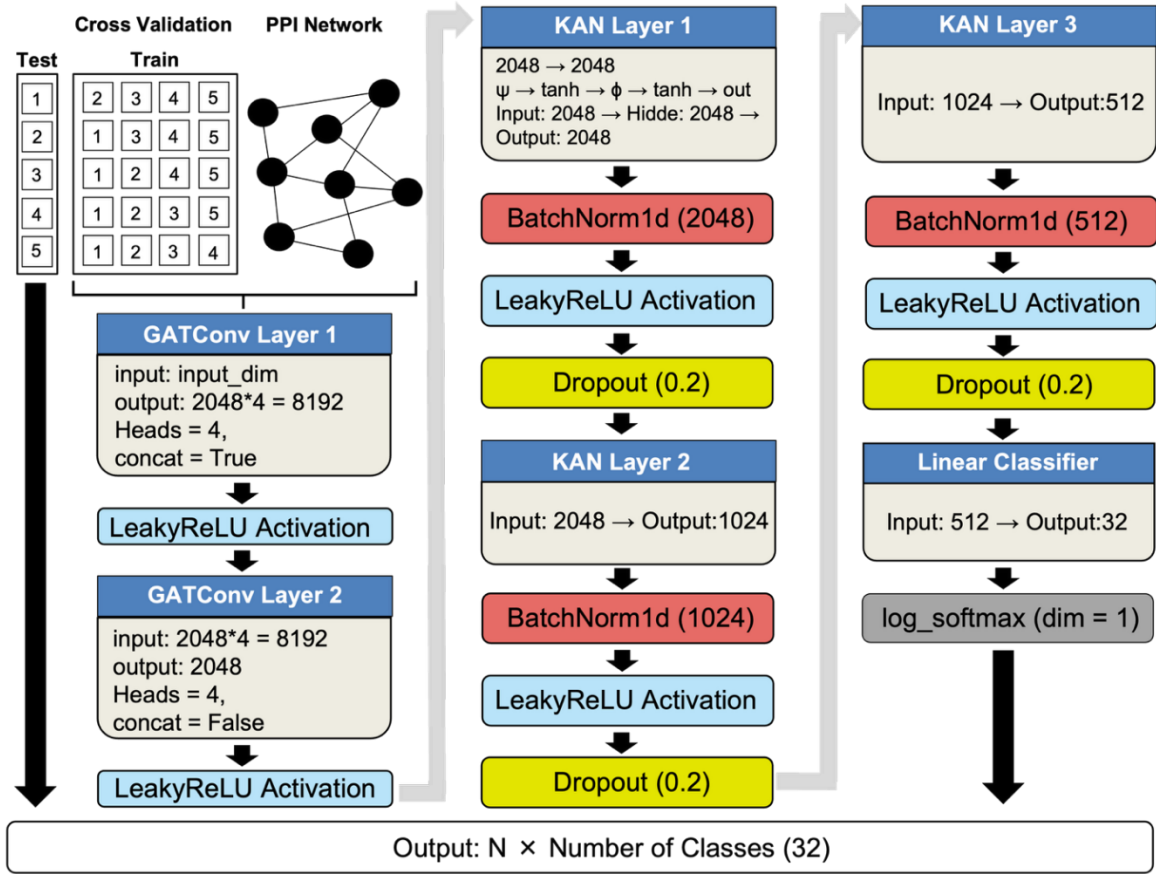 Cross Validation
PPI Network
Test
Train
1
2 3 4 5
2
1 3 4 5
3
1 2 4 5
4
1 2 3 5
5
1 2 3 4
GATConv Layer 1
input: input_dim
output: 2048*4 = 8192
Heads = 4,
concat = True
LeakyReLU Activation
GATConv Layer 2
input: 2048*4 = 8192
output: 2048
Heads = 4,
concat = False
LeakyReLU Activation
KAN Layer 1
2048 → 2048
ψ → tanh → ϕ → tanh → out
Input: 2048 → Hidde: 2048 →
Output: 2048
BatchNorm1d (2048)
LeakyReLU Activation
Dropout (0.2)
KAN Layer 2
Input: 2048 → Output:1024
BatchNorm1d (1024)
LeakyReLU Activation
Dropout (0.2)
KAN Layer 3
Input: 1024 → Output:512
BatchNorm1d (512)
LeakyReLU Activation
Dropout (0.2)
Linear Classifier
Input: 512 → Output:32
log_softmax (dim = 1)
Output: N × Number of Classes (32)